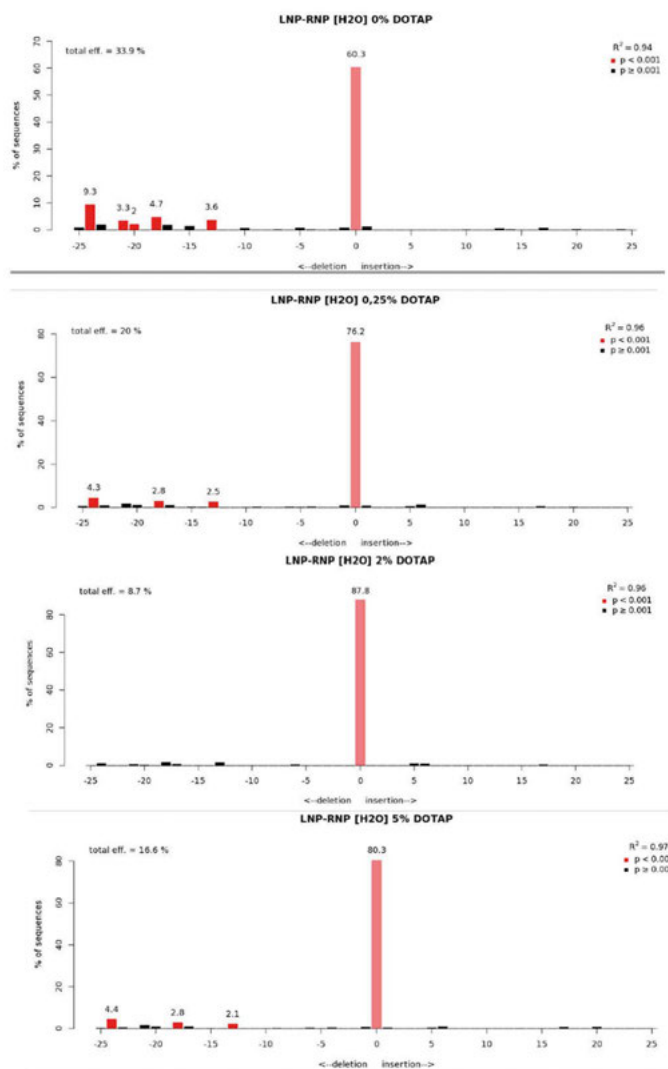 LNP-RNP [H2O] 0% DOTAP
total eff. = 33.9 %
R² = 0.94
p < 0.001
p ≥ 0.001
% of sequences
70
60
50
40
30
20
10
0
60.3
9.3
3.3
2
4.7
3.6
-25 -20 -15 -10 -5 0 5 10 15 20 25
<--deletion insertion-->
LNP-RNP [H2O] 0,25% DOTAP
total eff. = 20 %
R² = 0.96
p < 0.001
p ≥ 0.001
% of sequences
80
60
40
20
0
76.2
4.3
2.8
2.5
-25 -20 -15 -10 -5 0 5 10 15 20 25
<--deletion insertion-->
LNP-RNP [H2O] 2% DOTAP
total eff. = 8.7 %
R² = 0.96
p < 0.001
p ≥ 0.001
% of sequences
80
60
40
20
0
87.8
-25 -20 -15 -10 -5 0 5 10 15 20 25
<--deletion insertion-->
LNP-RNP [H2O] 5% DOTAP
total eff. = 16.6 %
R² = 0.97
p < 0.00
p ≥ 0.00
% of sequences
80
60
40
20
0
80.3
4.4
2.8
2.1
-25 -20 -15 -10 -5 0 5 10 15 20 25
<--deletion insertion-->